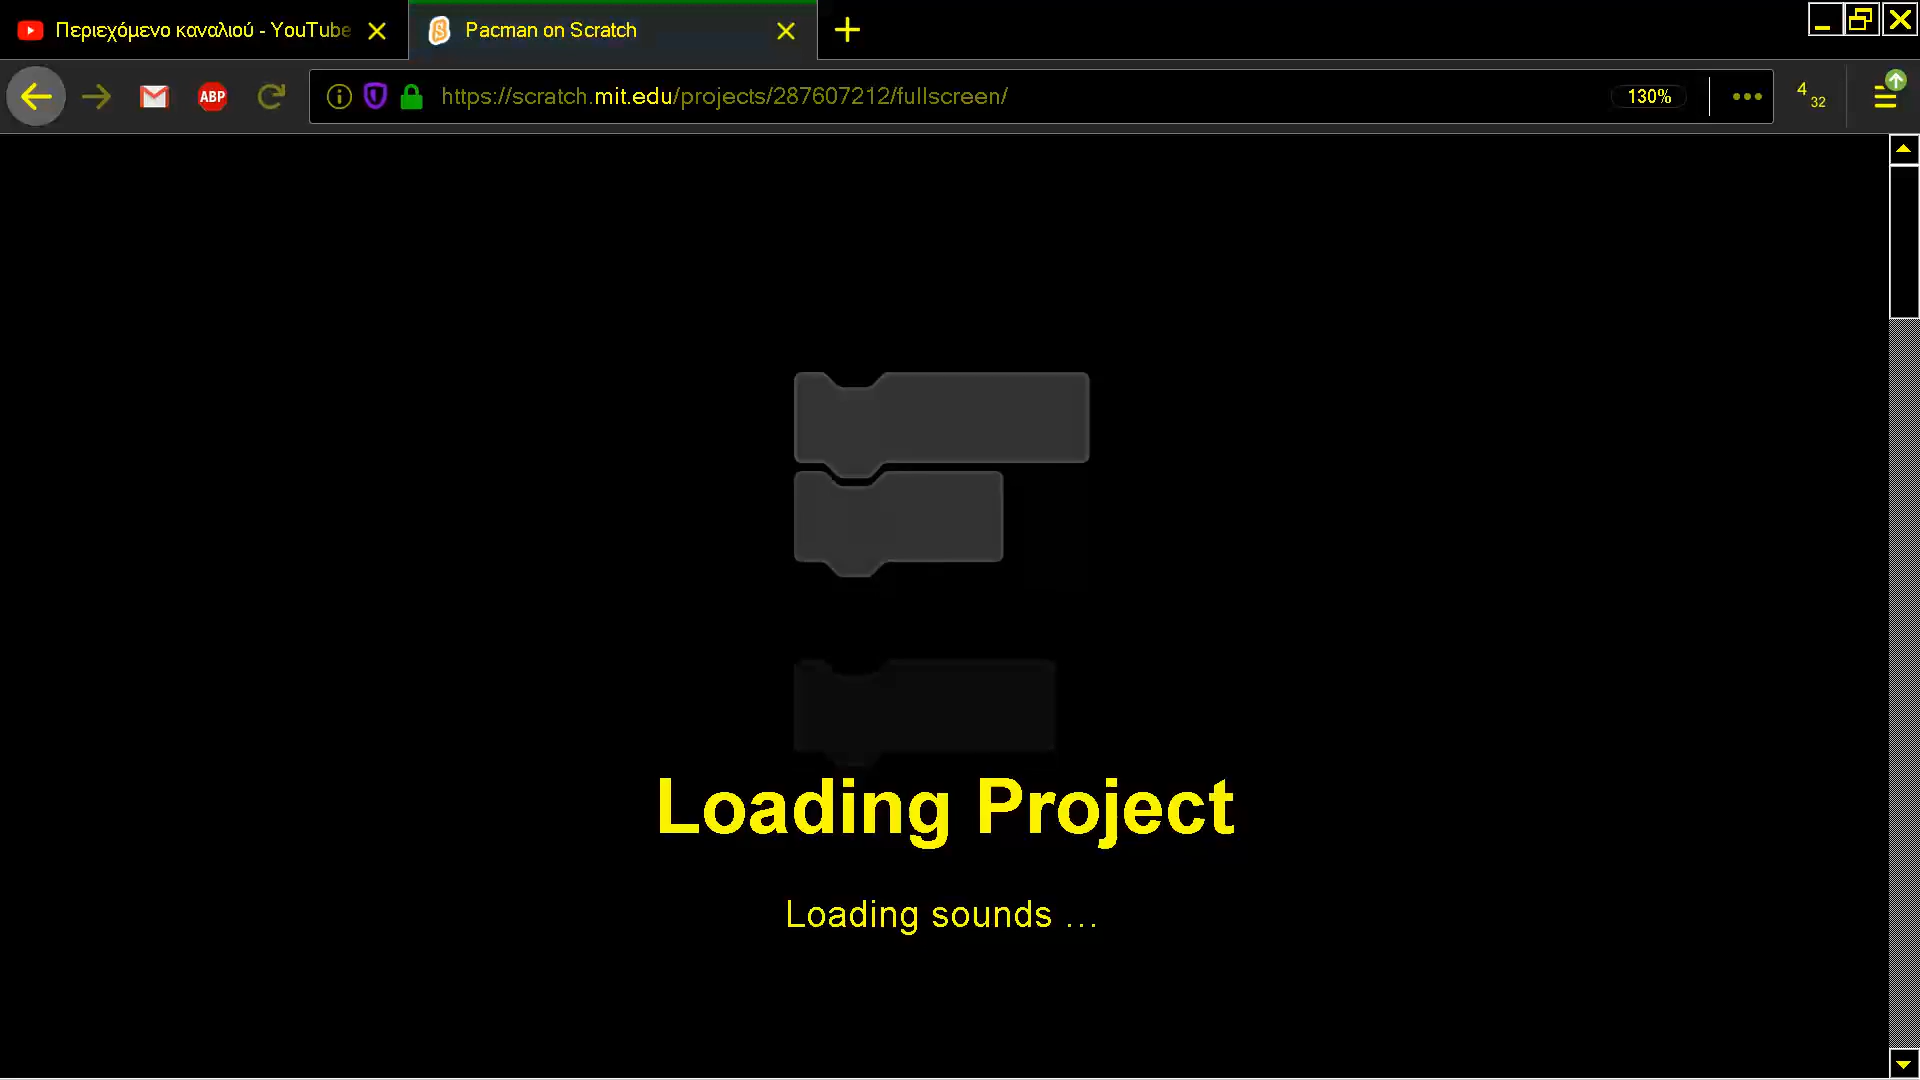 Περιεχόμενο καναλιού - YouTube
Pacman on Scratch
ABP
https://scratch.mit.edu/projects/287607212/fullscreen/
130%
4
32
Loading Project
Loading sounds ...